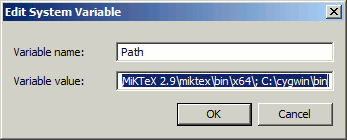 Edit System Variable
Variable name: Path
Variable value: MiKTeX 2.9\miktex\bin\x64\; C:\cygwin\bin
OK Cancel